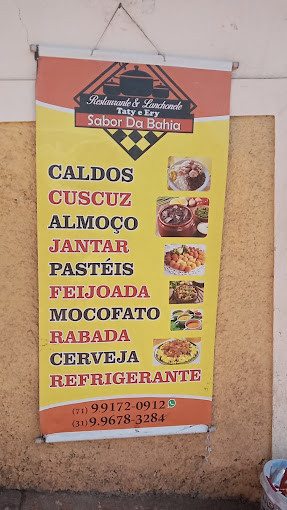 Restaurante & Lanchonete
Taty e Ery
Sabor Da Bahia
CALDOS
CUSCUZ
ALMOÇO
JANTAR
PASTÉIS
FEIJOADA
MOCOFATO
RABADA
CERVEJA
REFRIGERANTE
(71) 99172-0912
(31) 9.9678-3284